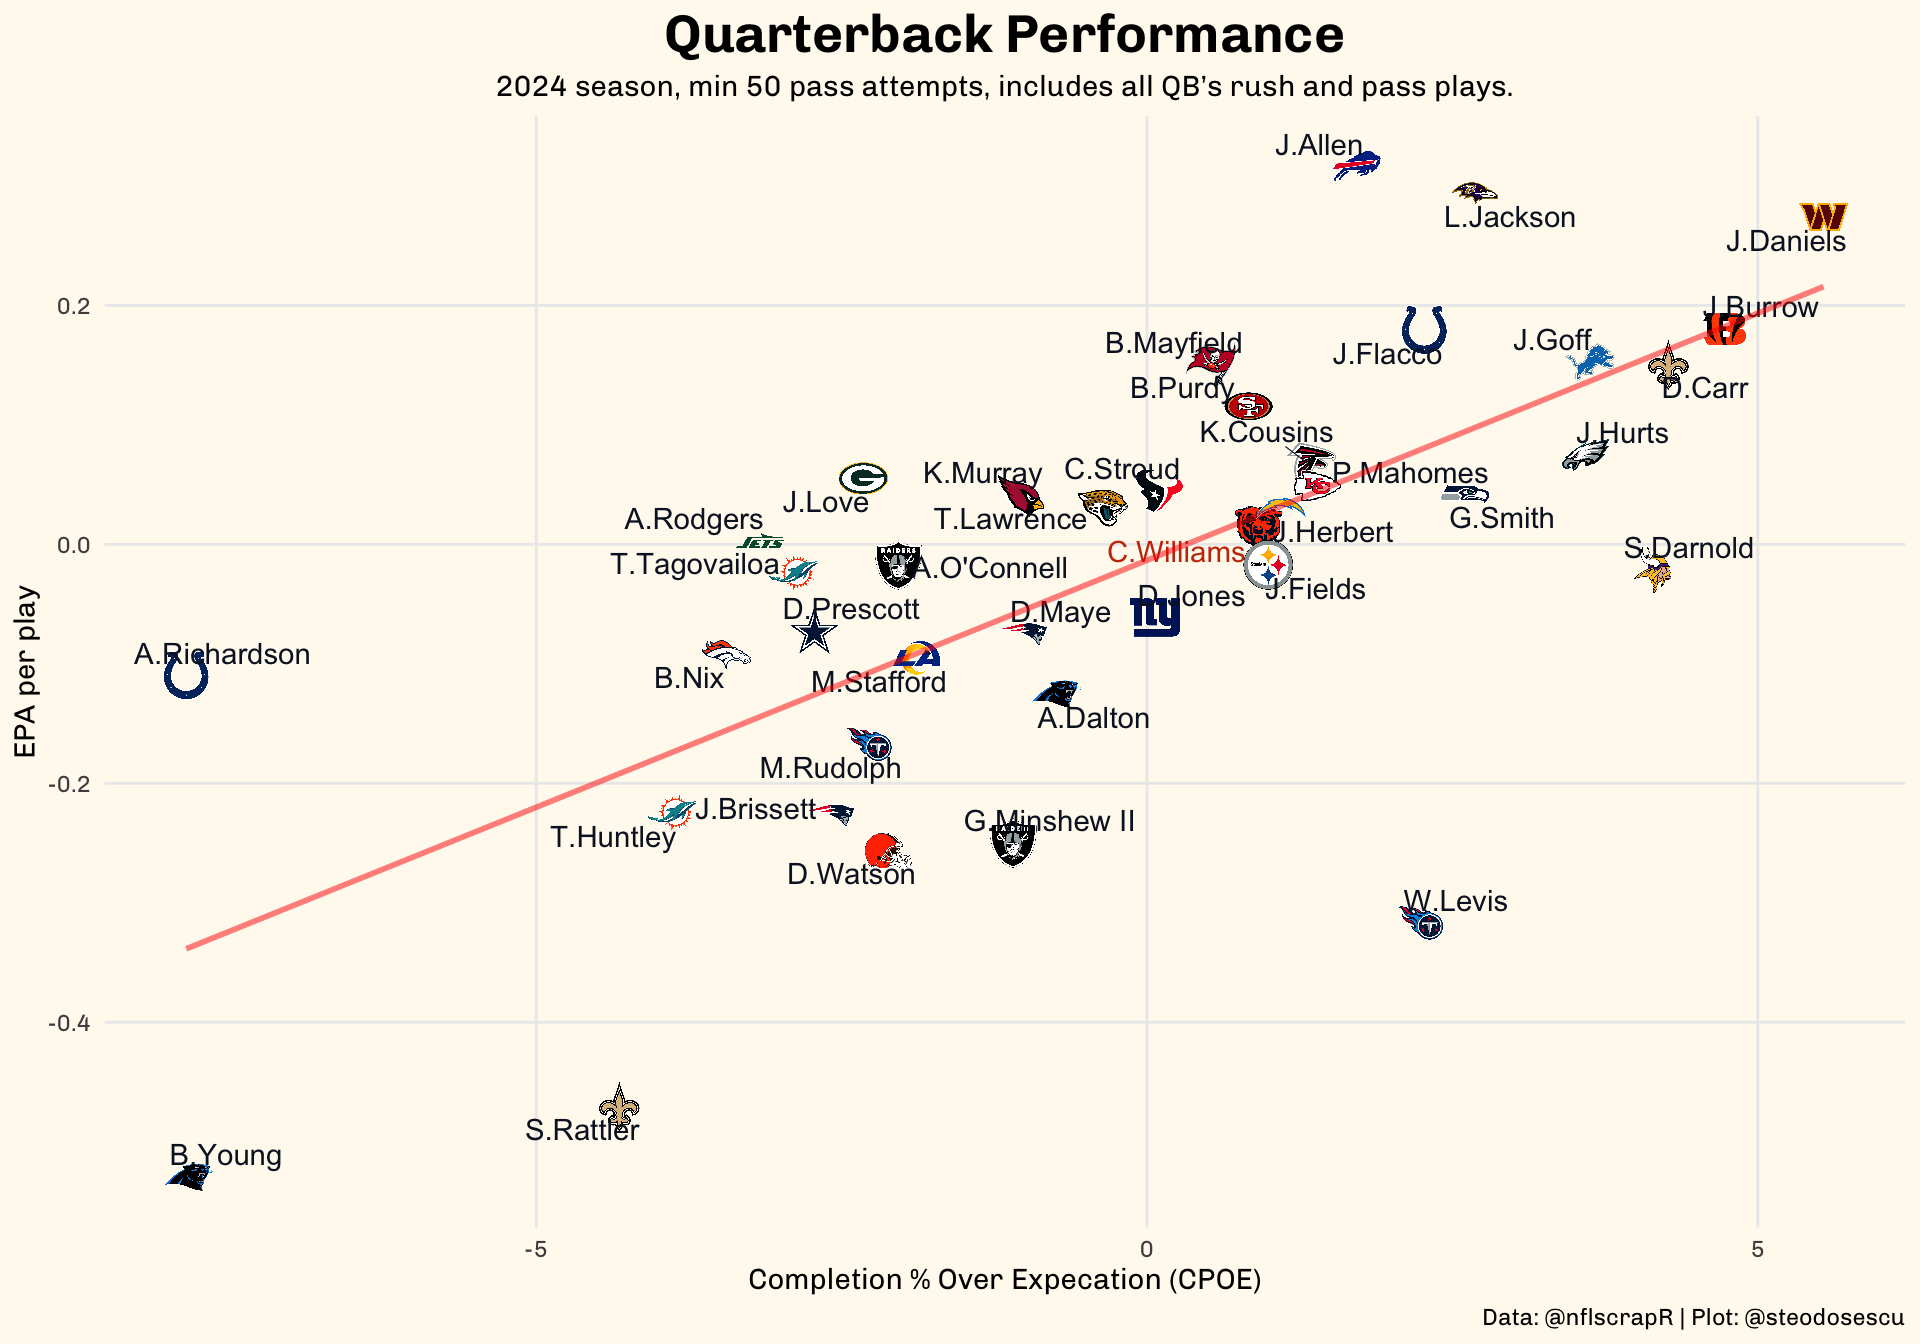 Quarterback Performance
2024 season, min 50 pass attempts, includes all QB's rush and pass plays.
J.Allen
L.Jackson
J.Daniels
0.2
J.Burrow
B.Mayfield
J.Flacco
J.Goff
B.Purdy
D.Carr
K.Cousins
J.Hurts
K.Murray
C.Stroud
P.Mahomes
J.Love
A.Rodgers
T.Lawrence
G.Smith
JETS
RAIDERS
J.Herbert
0.0
C.Williams
S.Darnold
T.Tagovailoa
A.O'Connell
J.Fields
D.Jones
ny
D.Prescott
D.Maye
A.Richardson
B.Nix
LA
M.Stafford
A.Dalton
M.Rudolph
-0.2
J.Brissett
T.Huntley
G.Minshew II
D.Watson
W.Levis
-0.4
S.Rattler
B.Young
EPA per play
-5
0
5
Completion % Over Expecation (CPOE)
Data: @nflscrapR | Plot: @steodosescu